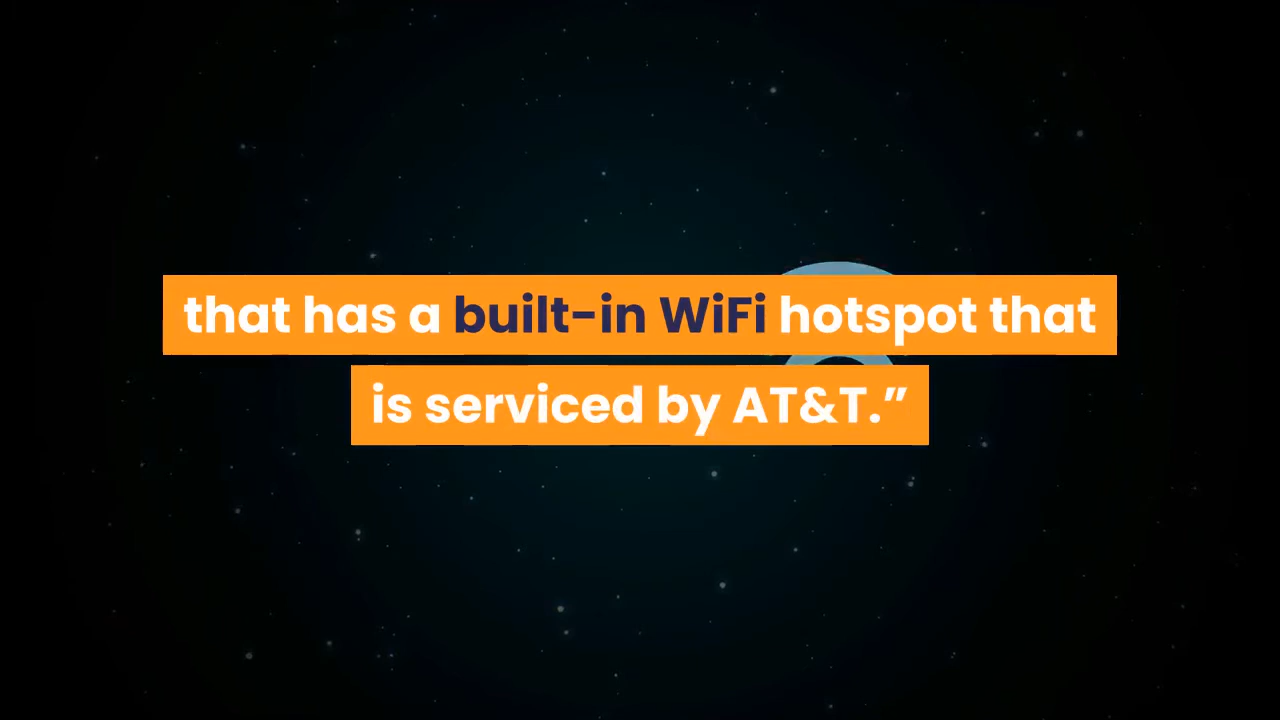 that has a built-in WiFi hotspot that
is serviced by AT&T.”